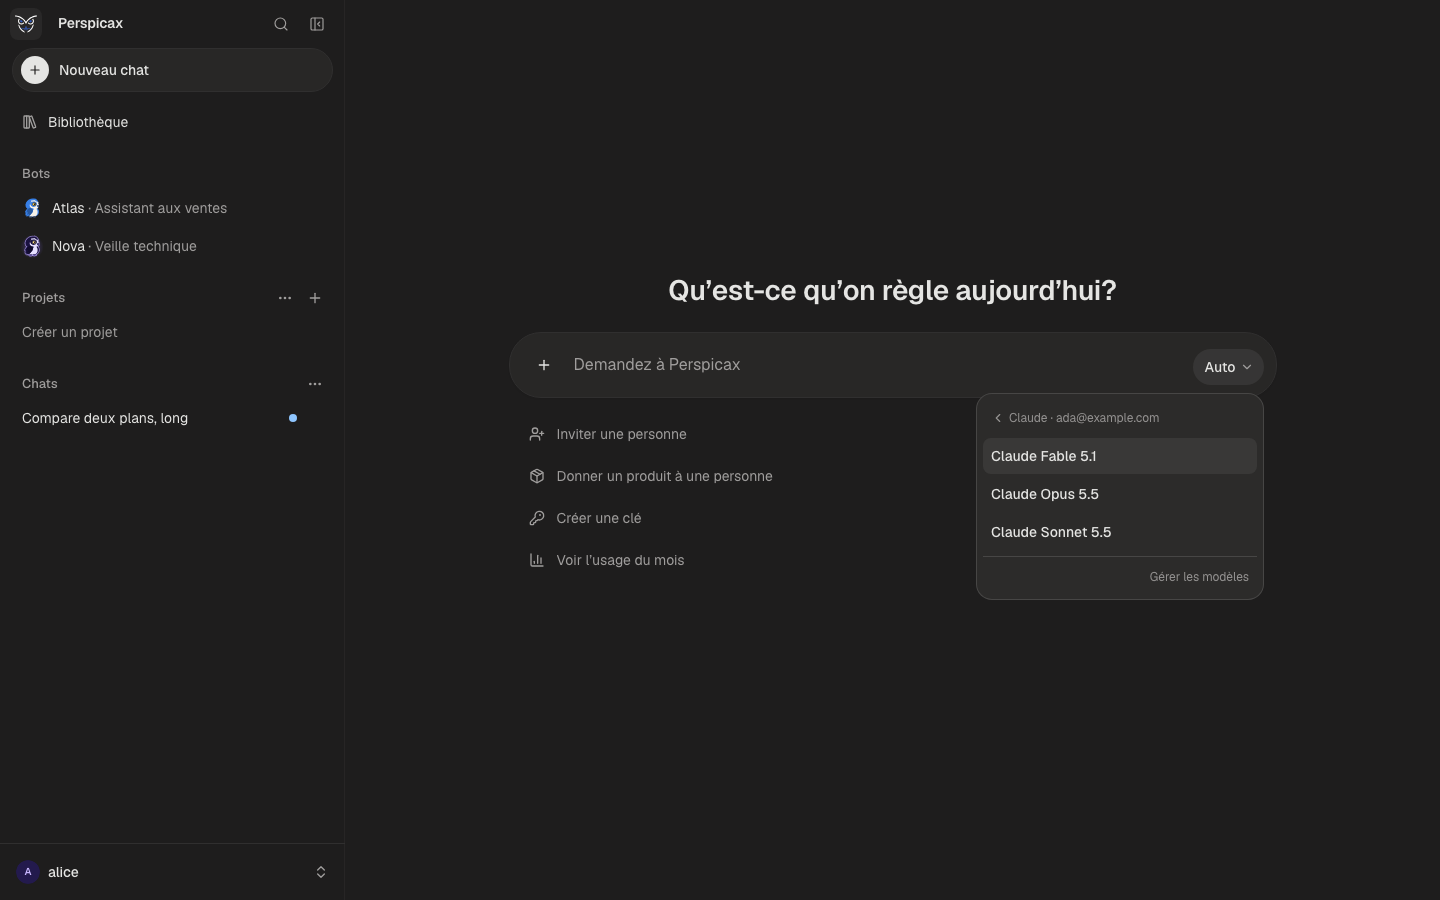 Perspicax
Nouveau chat
Bibliothèque
Bots
Atlas · Assistant aux ventes
Nova · Veille technique
Projets
Créer un projet
Chats
Compare deux plans, long
A
alice
Qu’est-ce qu’on règle aujourd’hui?
Demandez à Perspicax
Auto
Inviter une personne
Donner un produit à une personne
Créer une clé
Voir l’usage du mois
Claude · ada@example.com
Claude Fable 5.1
Claude Opus 5.5
Claude Sonnet 5.5
Gérer les modèles